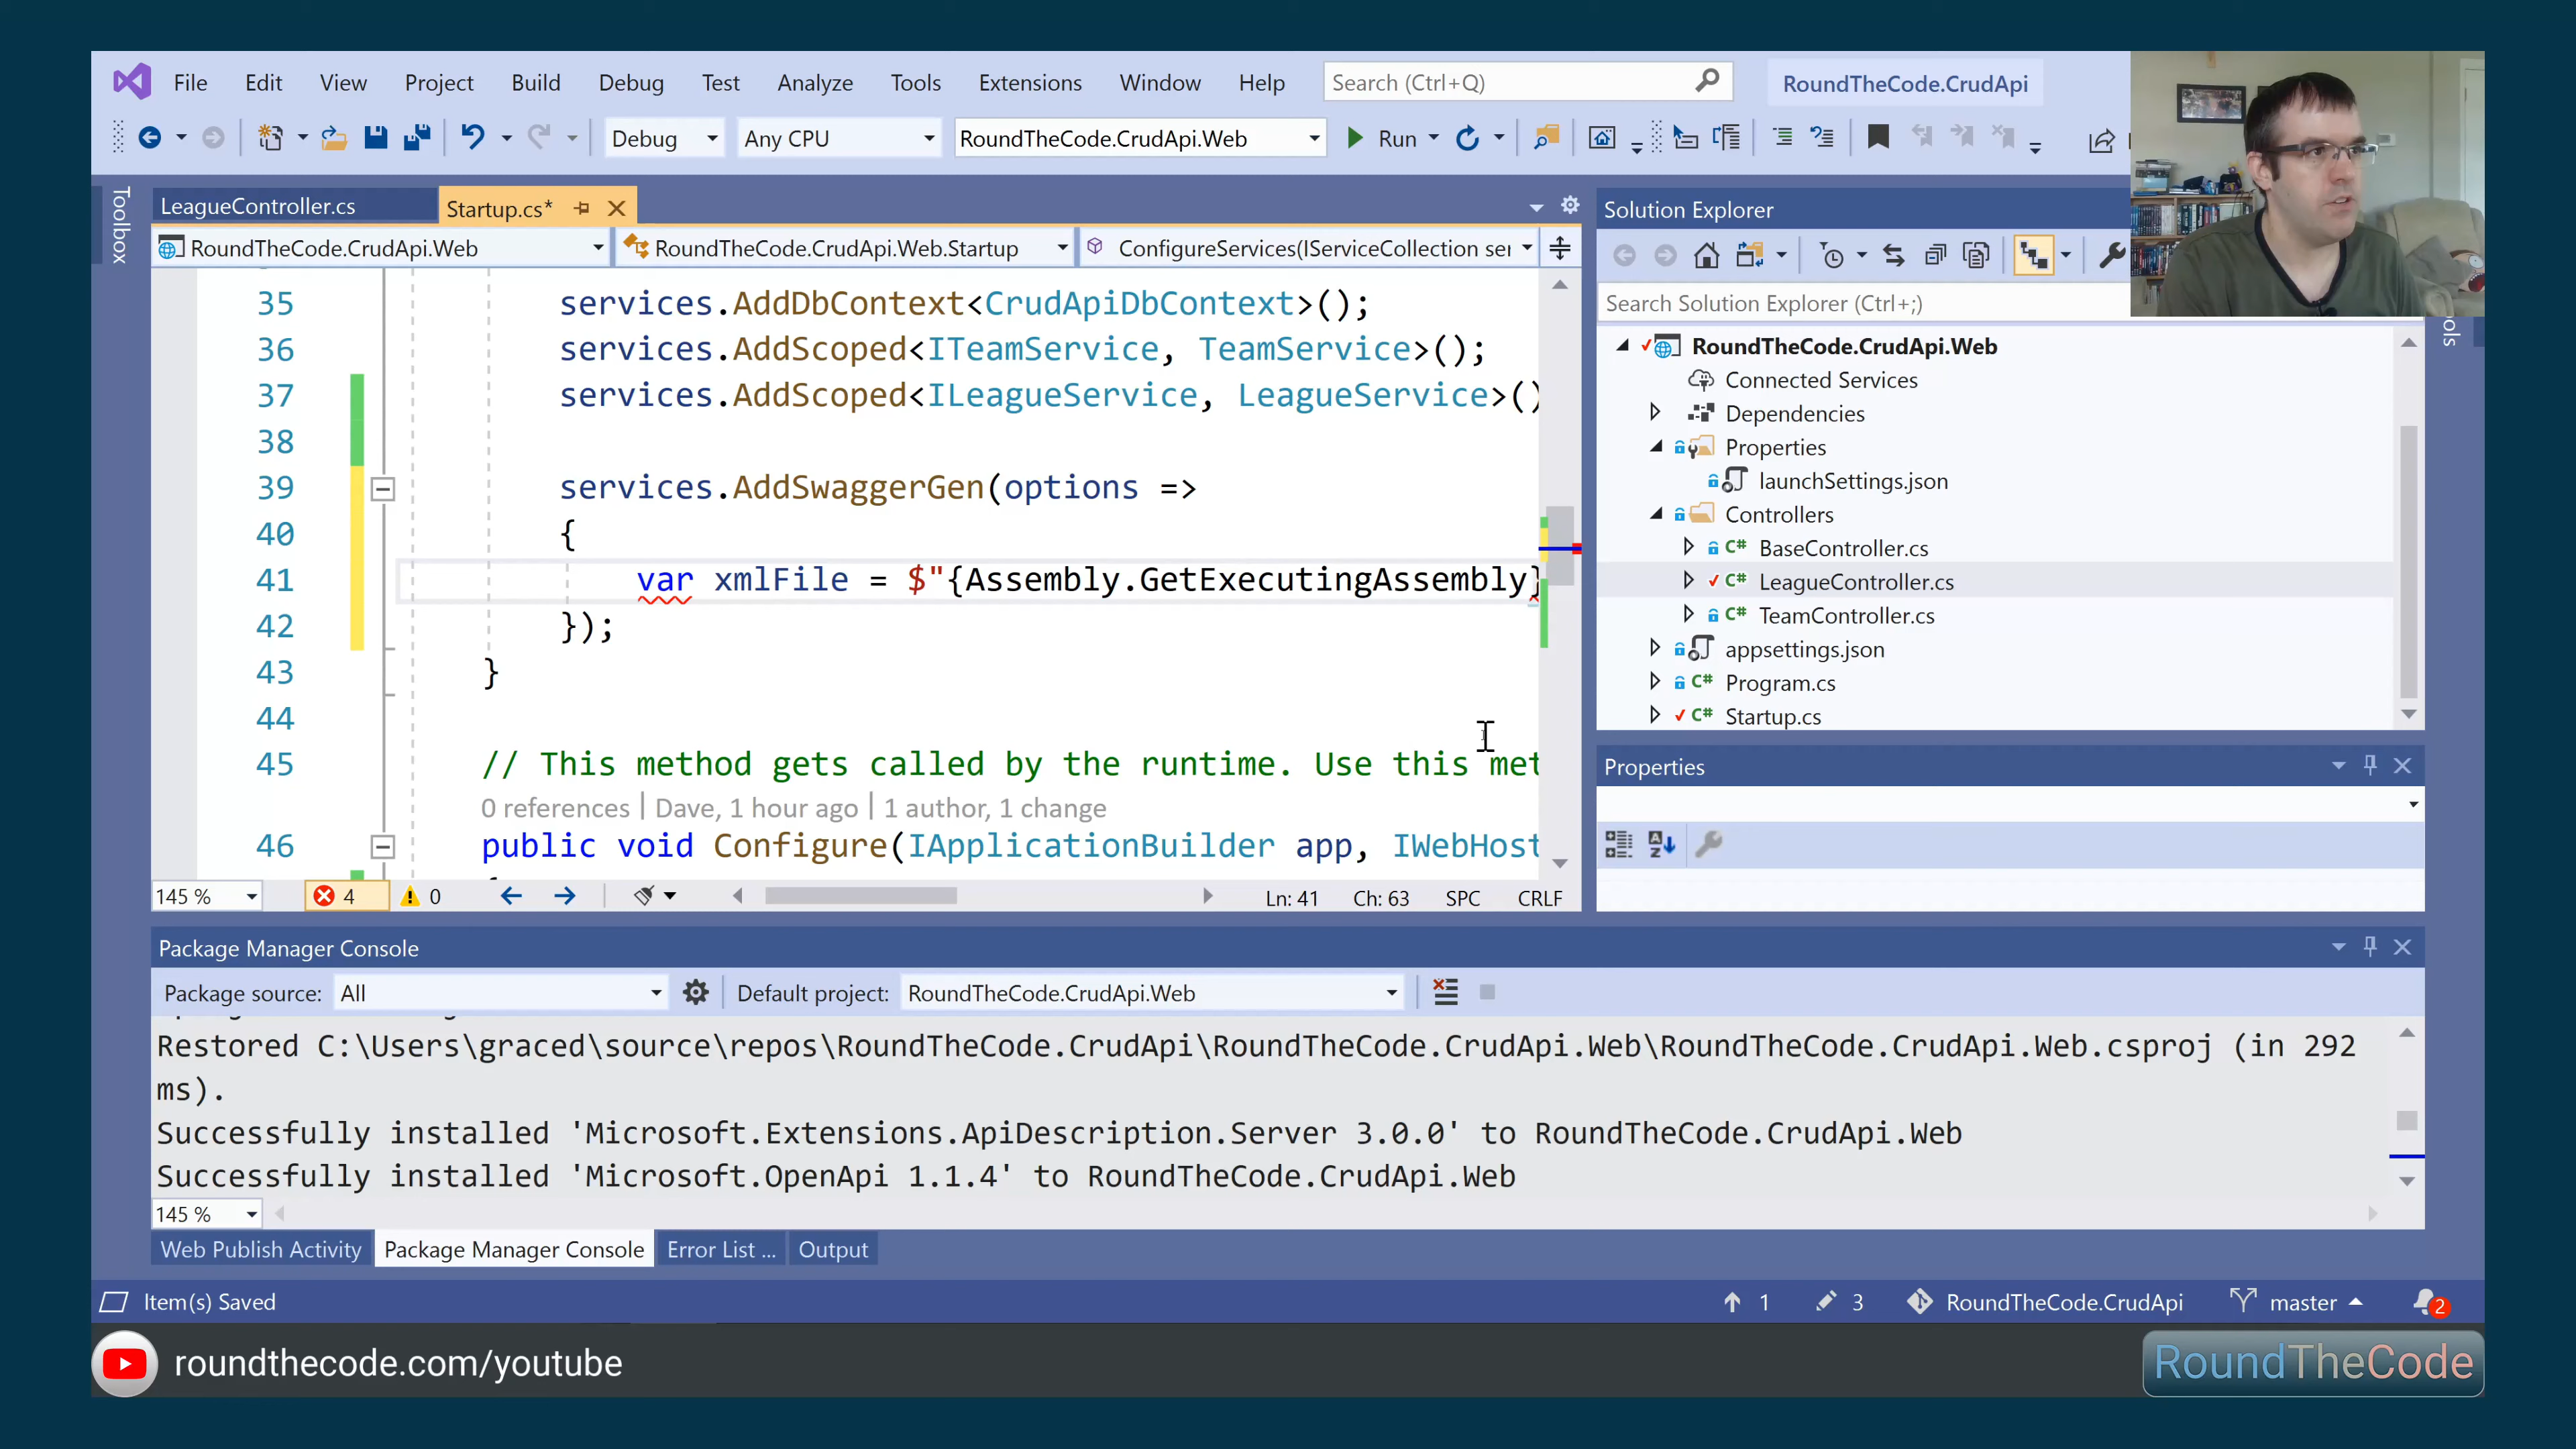 File Edit View Project Build Debug Test Analyze Tools Extensions Window Help Search (Ctrl+Q) RoundTheCode.CrudApi
Debug Any CPU RoundTheCode.CrudApi.Web Run
Toolbox
LeagueController.cs Startup.cs*
RoundTheCode.CrudApi.Web RoundTheCode.CrudApi.Web.Startup ConfigureServices(IServiceCollection ser
35 services.AddDbContext<CrudApiDbContext>();
36 services.AddScoped<ITeamService, TeamService>();
37 services.AddScoped<ILeagueService, LeagueService>()
38
39 services.AddSwaggerGen(options =>
40 {
41 var xmlFile = $"{Assembly.GetExecutingAssembly}
42 });
43 }
44
45 // This method gets called by the runtime. Use this met
0 references | Dave, 1 hour ago | 1 author, 1 change
46 public void Configure(IApplicationBuilder app, IWebHost
145 % 4 0 Ln: 41 Ch: 63 SPC CRLF
Solution Explorer
Search Solution Explorer (Ctrl+;)
RoundTheCode.CrudApi.Web
Connected Services
Dependencies
Properties
launchSettings.json
Controllers
C# BaseController.cs
C# LeagueController.cs
C# TeamController.cs
appsettings.json
C# Program.cs
C# Startup.cs
Properties
Package Manager Console
Package source: All Default project: RoundTheCode.CrudApi.Web
Restored C:\Users\graced\source\repos\RoundTheCode.CrudApi\RoundTheCode.CrudApi.Web\RoundTheCode.CrudApi.Web.csproj (in 292
ms).
Successfully installed 'Microsoft.Extensions.ApiDescription.Server 3.0.0' to RoundTheCode.CrudApi.Web
Successfully installed 'Microsoft.OpenApi 1.1.4' to RoundTheCode.CrudApi.Web
145 %
Web Publish Activity Package Manager Console Error List ... Output
Item(s) Saved 1 3 RoundTheCode.CrudApi master 2
roundthecode.com/youtube
RoundTheCode